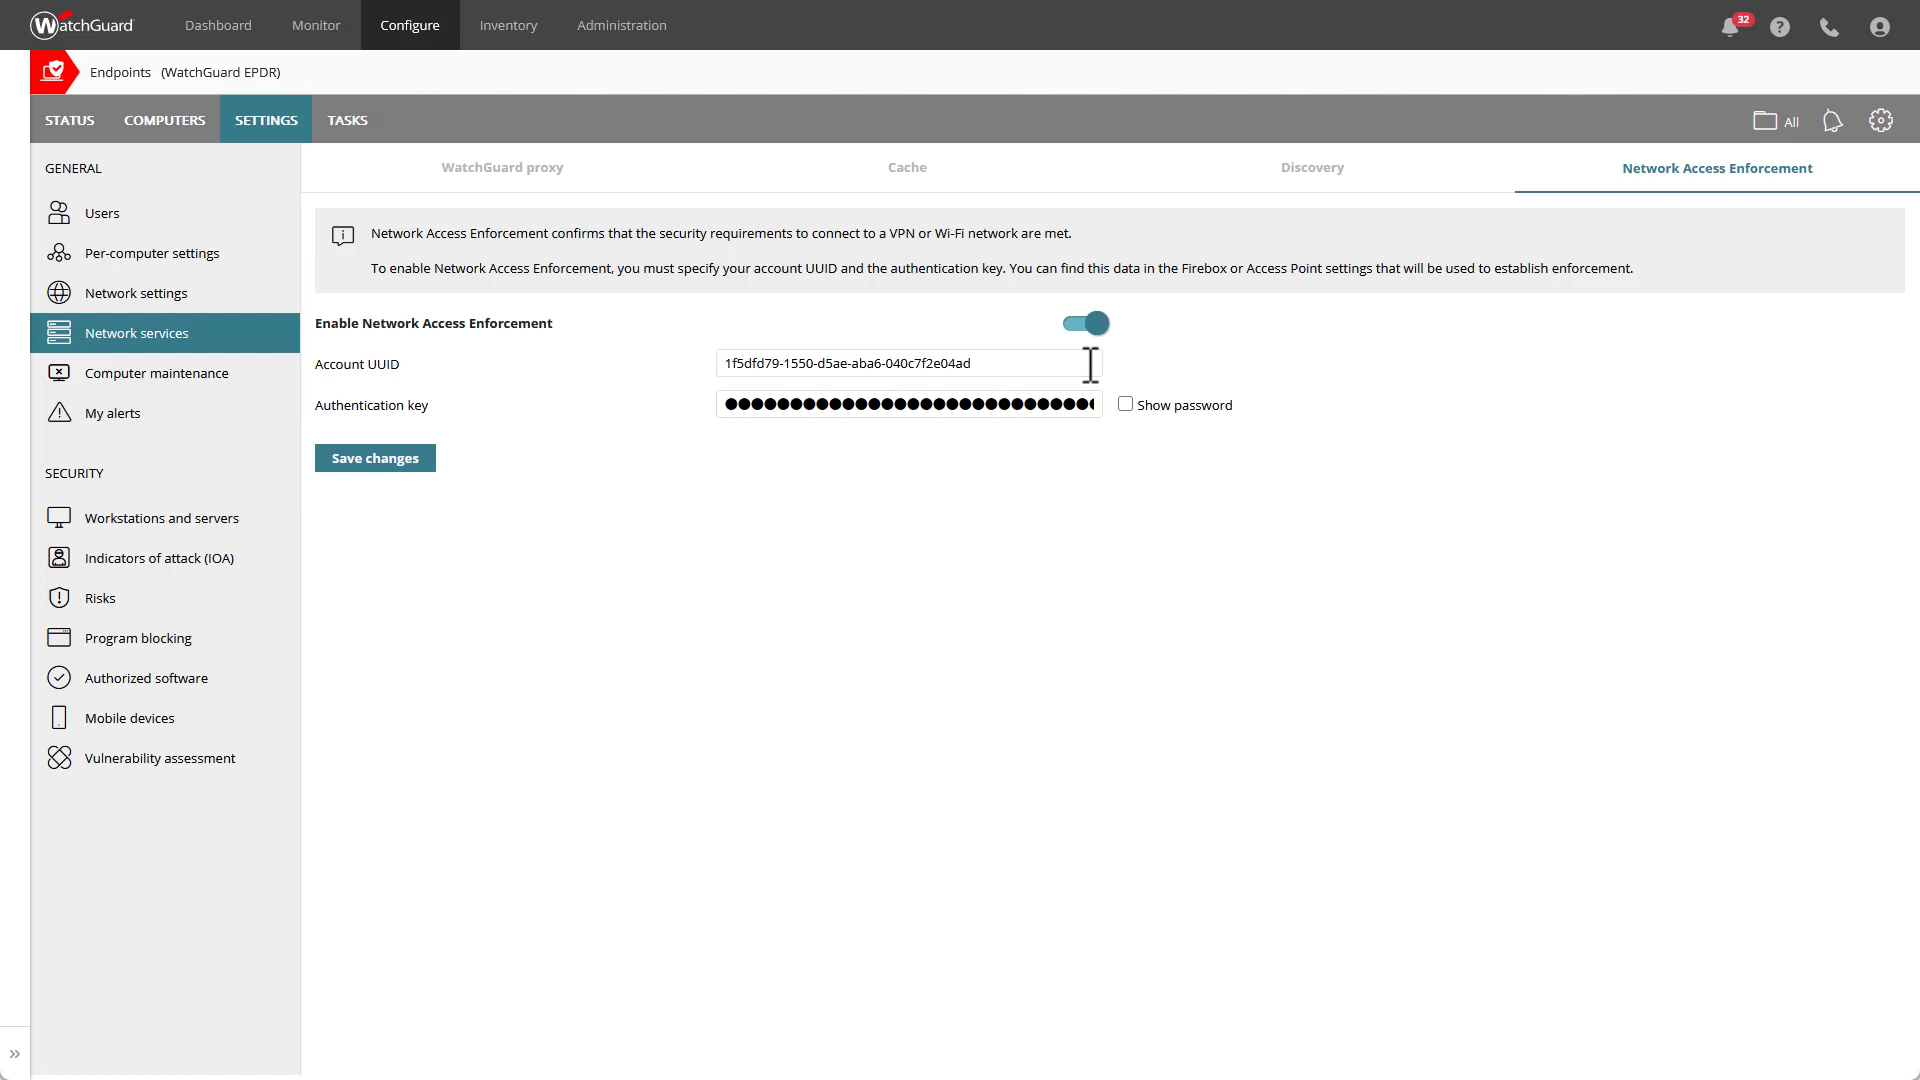 WatchGuard
Dashboard
Monitor
Configure
Inventory
Administration
32
?
Endpoints (WatchGuard EPDR)
STATUS
COMPUTERS
SETTINGS
TASKS
All
GENERAL
Users
Per-computer settings
Network settings
Network services
Computer maintenance
My alerts
SECURITY
Workstations and servers
Indicators of attack (IOA)
Risks
Program blocking
Authorized software
Mobile devices
Vulnerability assessment
»
WatchGuard proxy
Cache
Discovery
Network Access Enforcement
Network Access Enforcement confirms that the security requirements to connect to a VPN or Wi-Fi network are met.
To enable Network Access Enforcement, you must specify your account UUID and the authentication key. You can find this data in the Firebox or Access Point settings that will be used to establish enforcement.
Enable Network Access Enforcement
Account UUID
1f5dfd79-1550-d5ae-aba6-040c7f2e04ad
Authentication key
Show password
Save changes